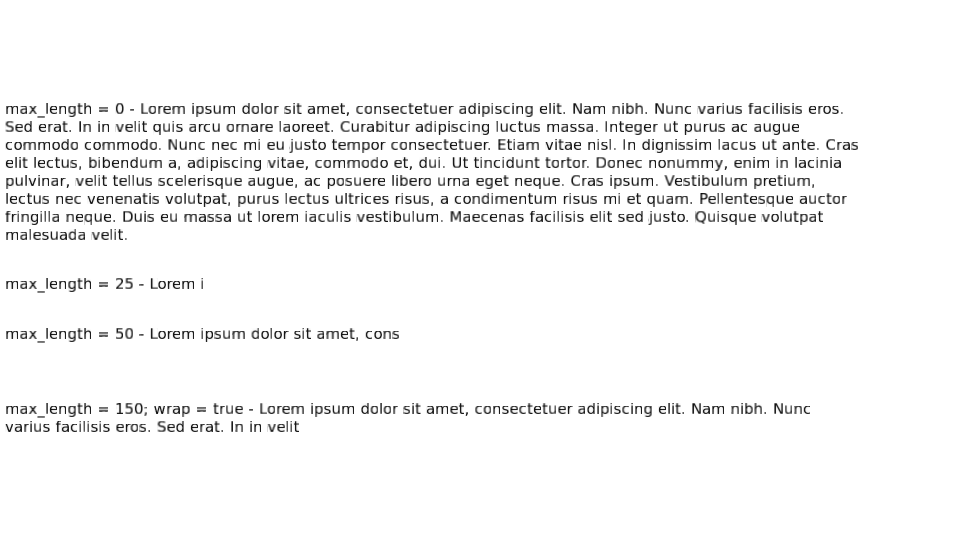 max_length = 0 - Lorem ipsum dolor sit amet, consectetuer adipiscing elit. Nam nibh. Nunc varius facilisis eros.
Sed erat. In in velit quis arcu ornare laoreet. Curabitur adipiscing luctus massa. Integer ut purus ac augue
commodo commodo. Nunc nec mi eu justo tempor consectetuer. Etiam vitae nisl. In dignissim lacus ut ante. Cras
elit lectus, bibendum a, adipiscing vitae, commodo et, dui. Ut tincidunt tortor. Donec nonummy, enim in lacinia
pulvinar, velit tellus scelerisque augue, ac posuere libero urna eget neque. Cras ipsum. Vestibulum pretium,
lectus nec venenatis volutpat, purus lectus ultrices risus, a condimentum risus mi et quam. Pellentesque auctor
fringilla neque. Duis eu massa ut lorem iaculis vestibulum. Maecenas facilisis elit sed justo. Quisque volutpat
malesuada velit.
max_length = 25 - Lorem i
max_length = 50 - Lorem ipsum dolor sit amet, cons
max_length = 150; wrap = true - Lorem ipsum dolor sit amet, consectetuer adipiscing elit. Nam nibh. Nunc
varius facilisis eros. Sed erat. In in velit